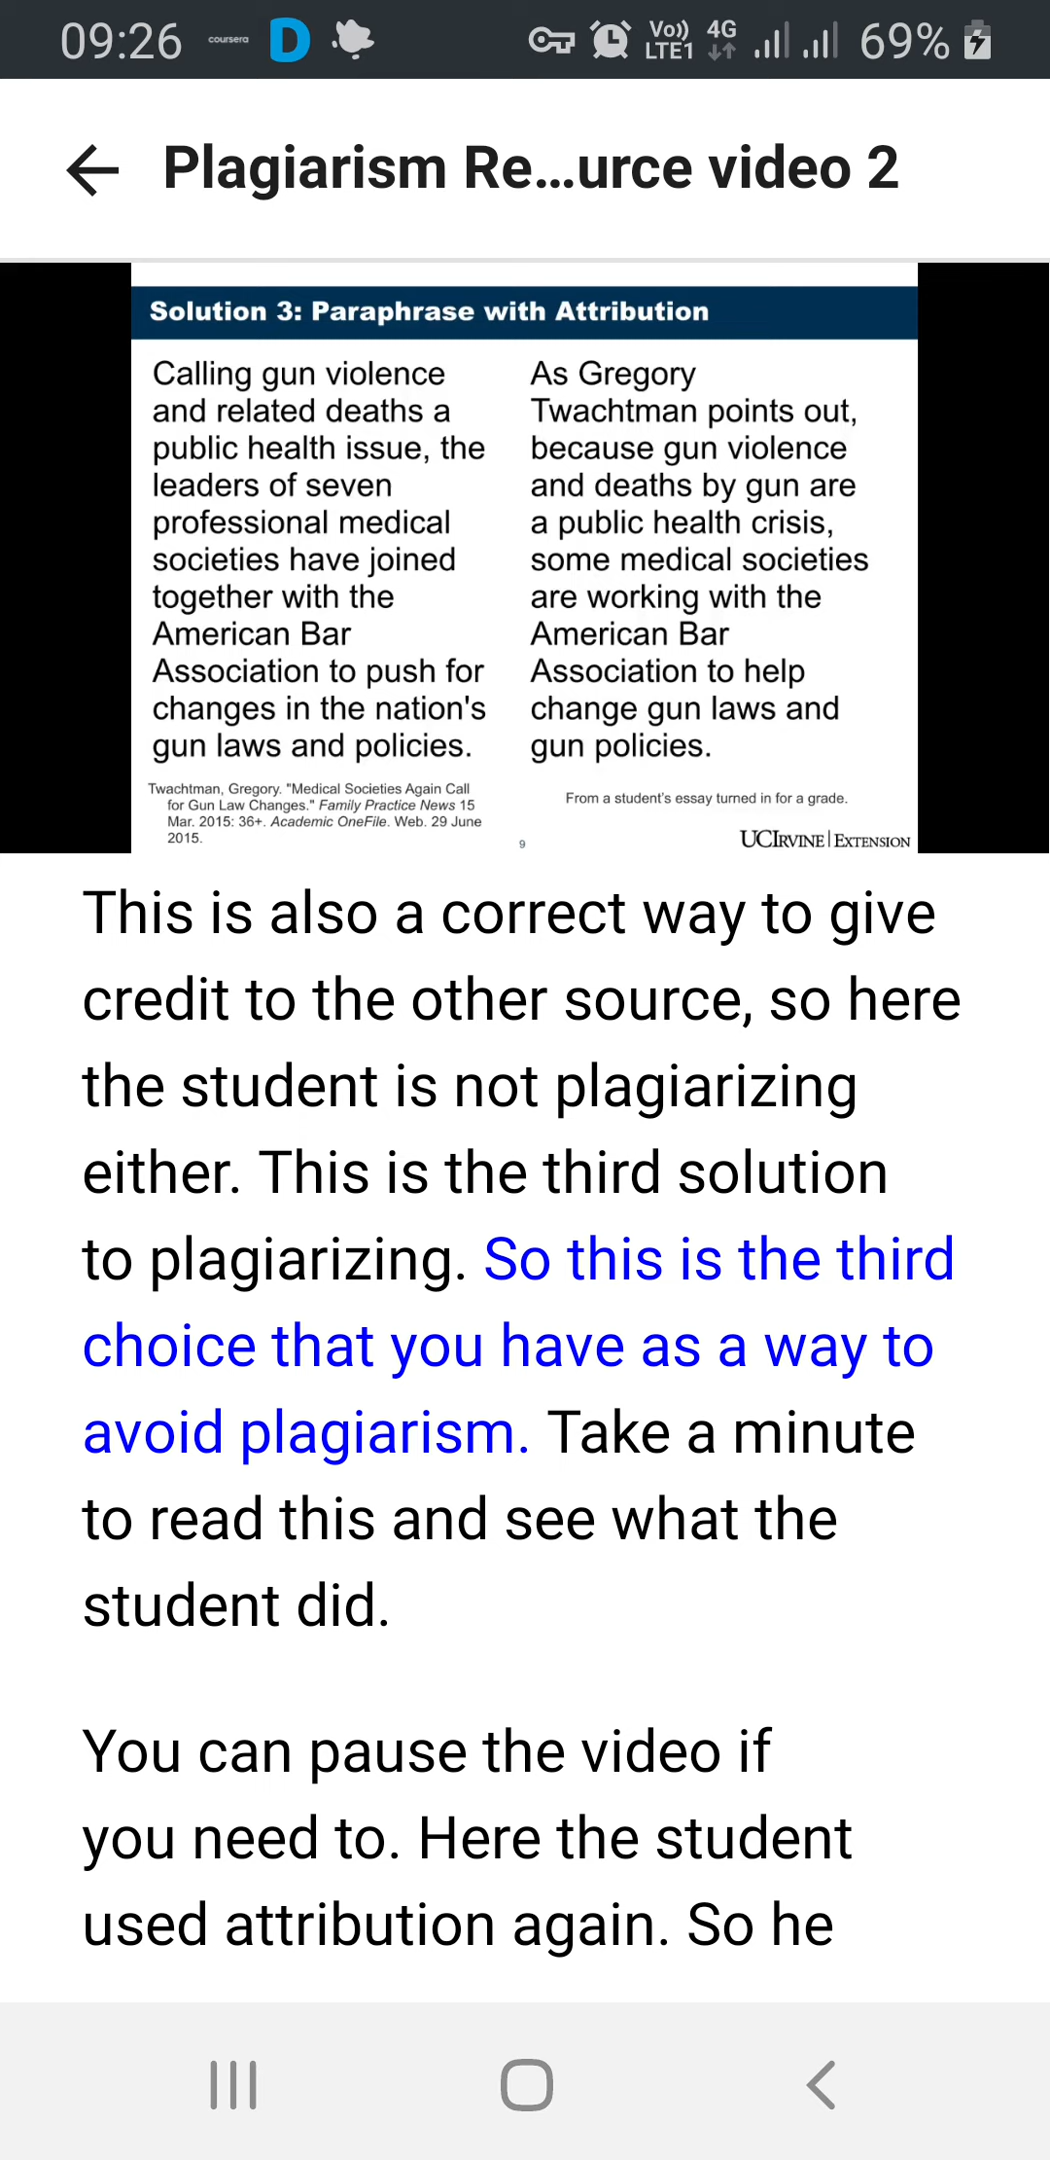 09:26 coursera D Vo)) LTE1 4G 69%
Plagiarism Re...urce video 2
Solution 3: Paraphrase with Attribution
Calling gun violence
and related deaths a
public health issue, the
leaders of seven
professional medical
societies have joined
together with the
American Bar
Association to push for
changes in the nation's
gun laws and policies.
Twachtman, Gregory. "Medical Societies Again Call
for Gun Law Changes." Family Practice News 15
Mar. 2015: 36+. Academic OneFile. Web. 29 June
2015.
As Gregory
Twachtman points out,
because gun violence
and deaths by gun are
a public health crisis,
some medical societies
are working with the
American Bar
Association to help
change gun laws and
gun policies.
From a student's essay turned in for a grade.
9
UCIRVINE | EXTENSION
This is also a correct way to give
credit to the other source, so here
the student is not plagiarizing
either. This is the third solution
to plagiarizing. So this is the third
choice that you have as a way to
avoid plagiarism. Take a minute
to read this and see what the
student did.
You can pause the video if
you need to. Here the student
used attribution again. So he